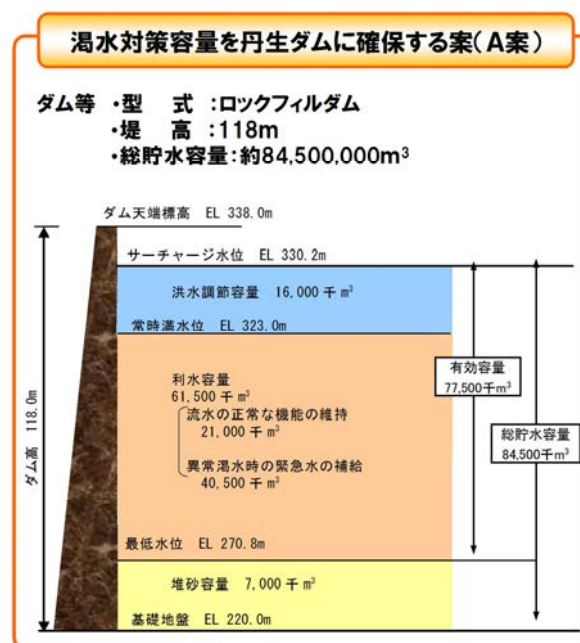 渇水対策容量を丹生ダムに確保する案(A案)
ダム等 ・型　式 :ロックフィルダム
・堤　高 :118m
・総貯水容量:約84,500,000m³
ダム天端標高 EL 338.0m
サーチャージ水位 EL 330.2m
洪水調節容量 16,000千m³
常時満水位 EL 323.0m
有効容量
77,500千m³
利水容量
61,500千m³
流水の正常な機能の維持
21,000千m³
総貯水容量
84,500千m³
異常渇水時の緊急水の補給
40,500千m³
ダム高 118.0m
最低水位 EL 270.8m
堆砂容量 7,000千m³
基礎地盤 EL 220.0m